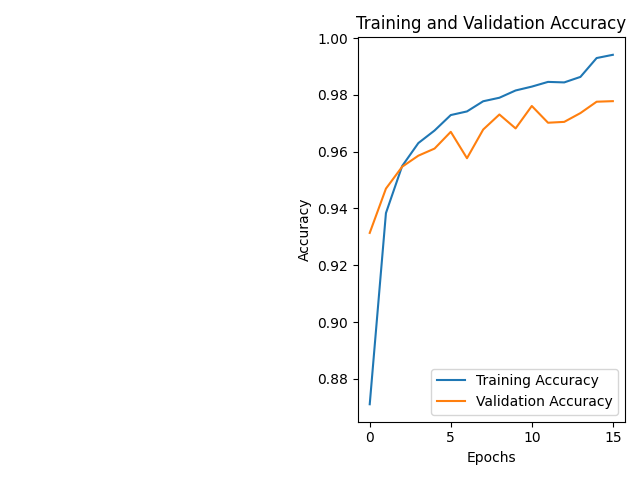 Training and Validation Accuracy
1.00
0.98
0.96
0.94
0.92
0.90
0.88
Accuracy
Training Accuracy
Validation Accuracy
0 5 10 15
Epochs